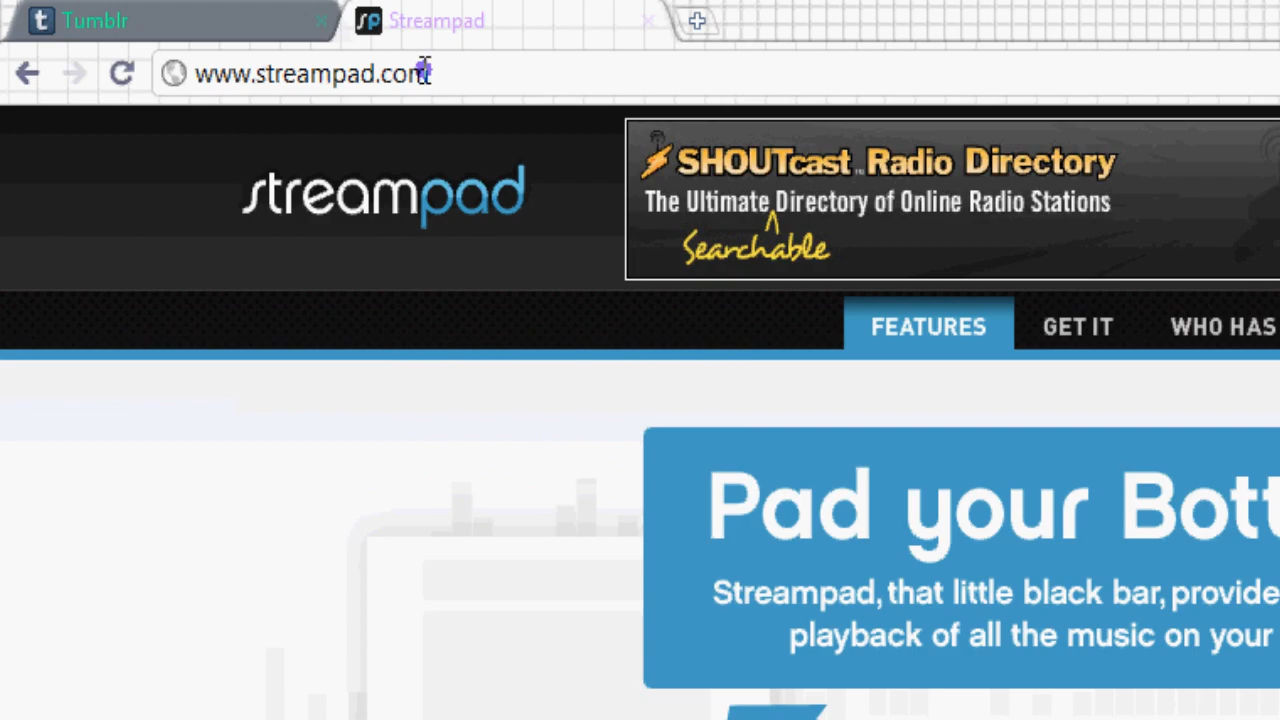 Tumblr
Streampad
www.streampad.com
streampad
SHOUTcast Radio Directory
The Ultimate Directory of Online Radio Stations
Searchable
FEATURES
GET IT
WHO HAS
Pad your Bott
Streampad, that little black bar, provide
playback of all the music on your